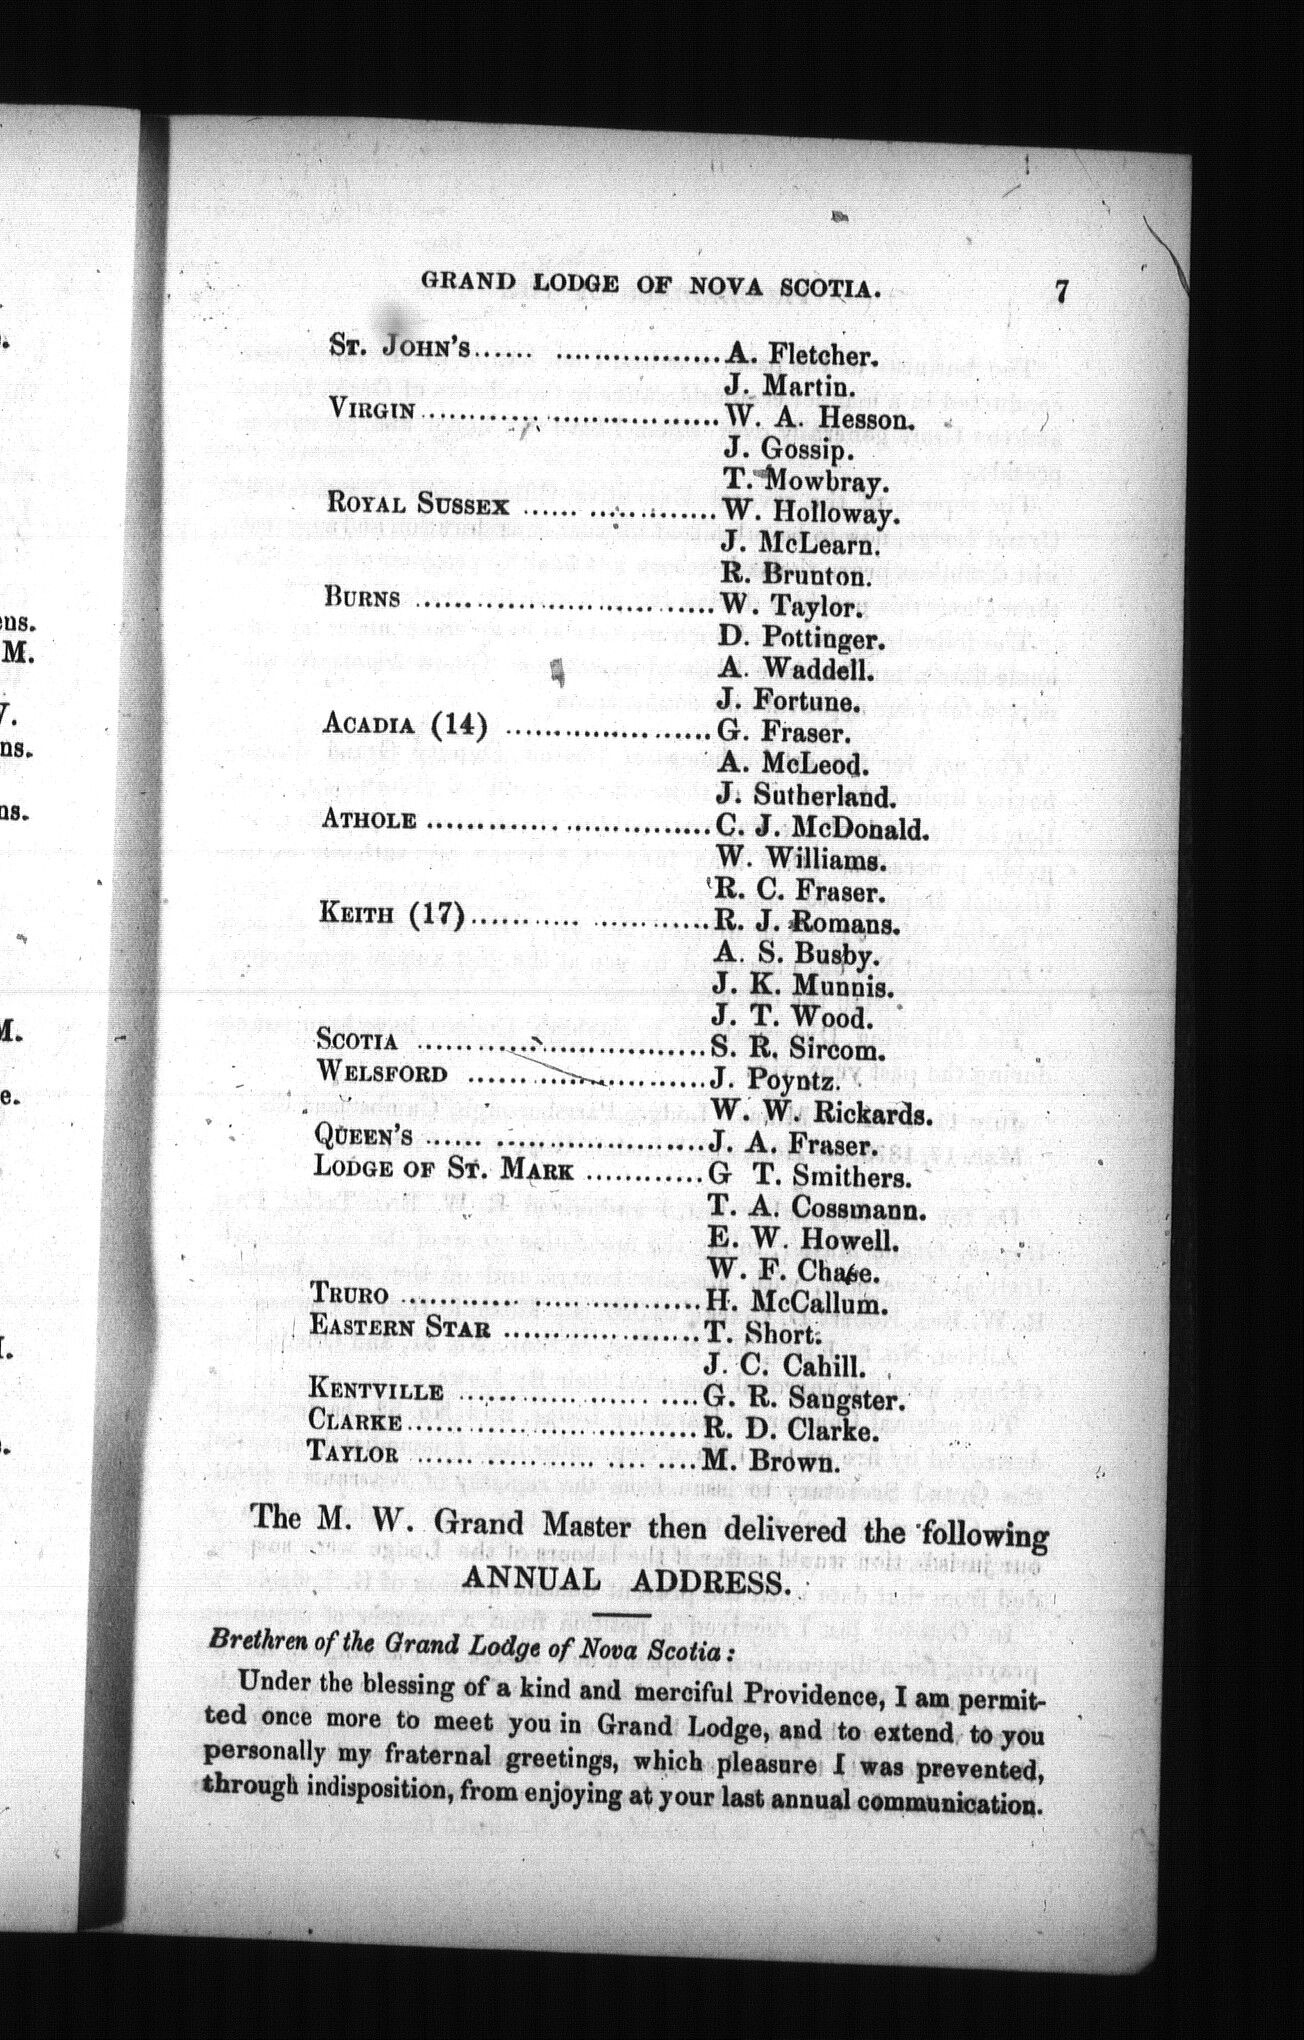 GRAND LODGE OF NOVA SCOTIA. 7
ST. JOHN'S...... .................A. Fletcher.
J. Martin.
VIRGIN...............................W. A. Hesson.
J. Gossip.
T. Mowbray.
ROYAL SUSSEX ...... .............W. Holloway.
J. McLearn.
R. Brunton.
BURNS ...............................W. Taylor.
D. Pottinger.
A. Waddell.
J. Fortune.
ACADIA (14) ......................G. Fraser.
A. McLeod.
J. Sutherland.
ATHOLE ..............................C. J. McDonald.
W. Williams.
R. C. Fraser.
KEITH (17)............ ............R. J. Romans.
A. S. Busby.
J. K. Munnis.
J. T. Wood.
SCOTIA ...............................S. R. Sircom.
WELSFORD .........................J. Poyntz.
W. W. Rickards.
QUEEN'S ...... ......................J. A. Fraser.
LODGE OF ST. MARK ............G T. Smithers.
T. A. Cossmann.
E. W. Howell.
W. F. Chase.
TRURO ................................H. McCallum.
EASTERN STAR .....................T. Short.
J. C. Cahill.
KENTVILLE ......................G. R. Sangster.
CLARKE...............................R. D. Clarke.
TAYLOR ..............................M. Brown.
The M. W. Grand Master then delivered the following
ANNUAL ADDRESS.
Brethren of the Grand Lodge of Nova Scotia:
Under the blessing of a kind and merciful Providence, I am permit-
ted once more to meet you in Grand Lodge, and to extend to you
personally my fraternal greetings, which pleasure I was prevented,
through indisposition, from enjoying at your last annual communication.